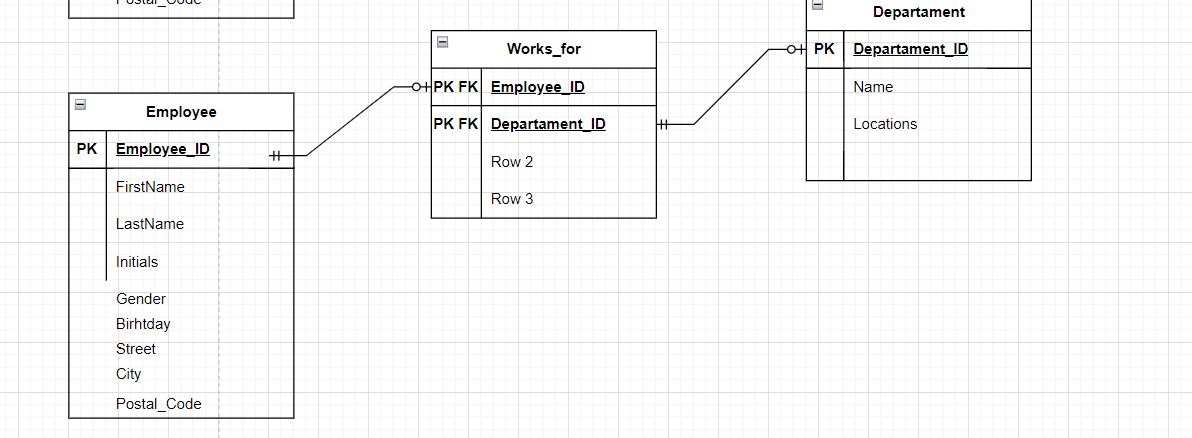 Postal_Code
Departament
PK Departament_ID
Name
Locations
Works_for
PK FK Employee_ID
PK FK Departament_ID
Row 2
Row 3
Employee
PK Employee_ID
FirstName
LastName
Initials
Gender
Birhtday
Street
City
Postal_Code